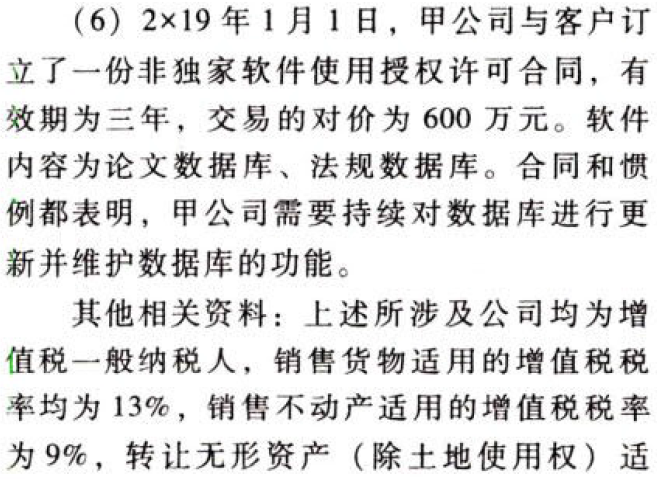 (6) 2×19年1月1日，甲公司与客户订
立了一份非独家软件使用授权许可合同，有
效期为三年，交易的对价为600万元。软件
内容为论文数据库、法规数据库。合同和惯
例都表明，甲公司需要持续对数据库进行更
新并维护数据库的功能。
其他相关资料：上述所涉及公司均为增
值税一般纳税人，销售货物适用的增值税税
率均为13%，销售不动产适用的增值税税率
为9%，转让无形资产（除土地使用权）适